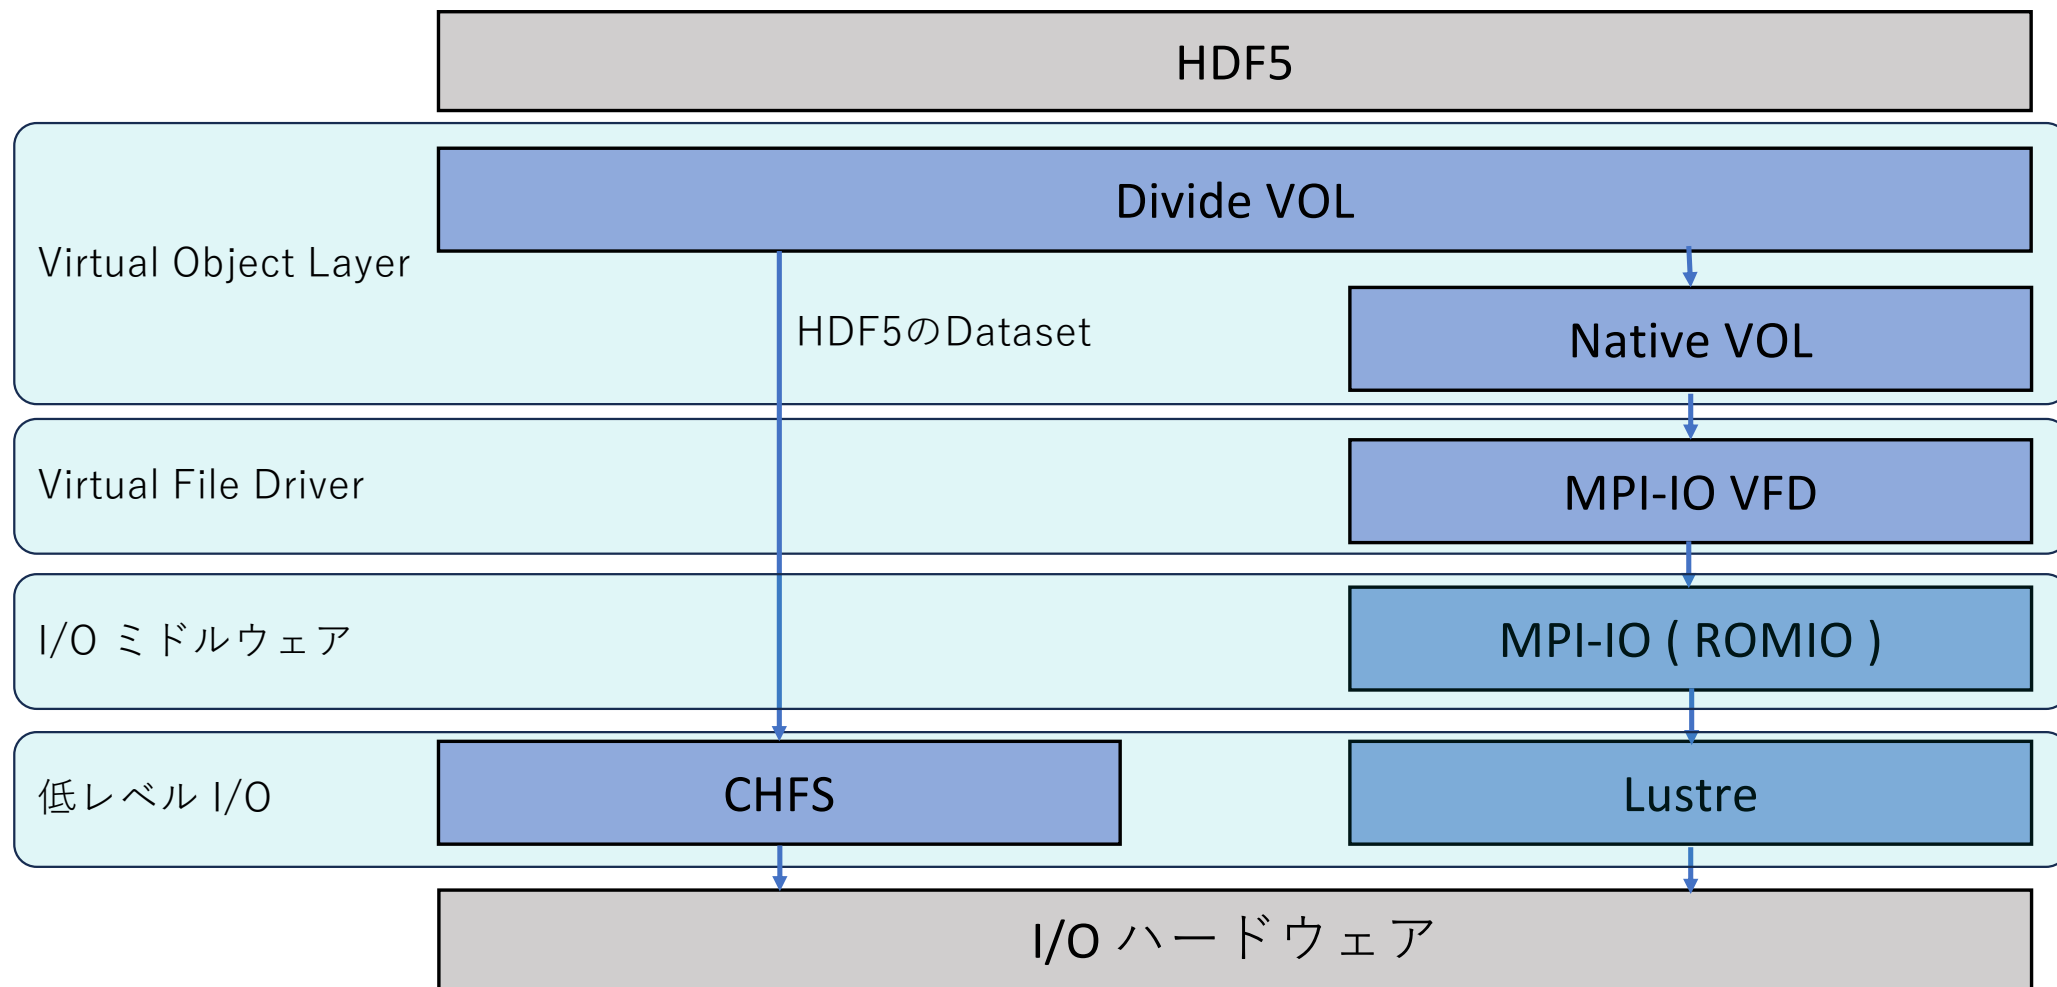 HDF5
Divide VOL
Virtual Object Layer
HDF5のDataset
Native VOL
Virtual File Driver
MPI-IO VFD
I/O ミドルウェア
MPI-IO ( ROMIO )
低レベル I/O
CHFS
Lustre
I/O ハードウェア